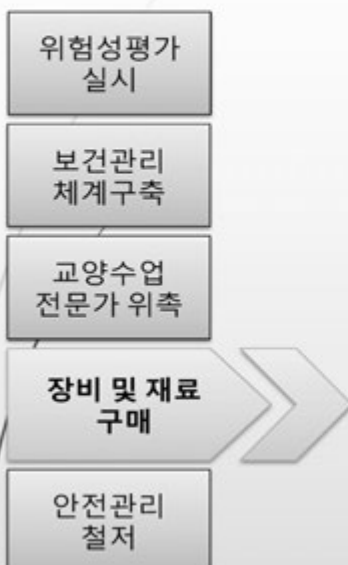 위험성평가
실시
보건관리
체계구축
교양수업
전문가 위촉
장비 및 재료
구매
안전관리
철저